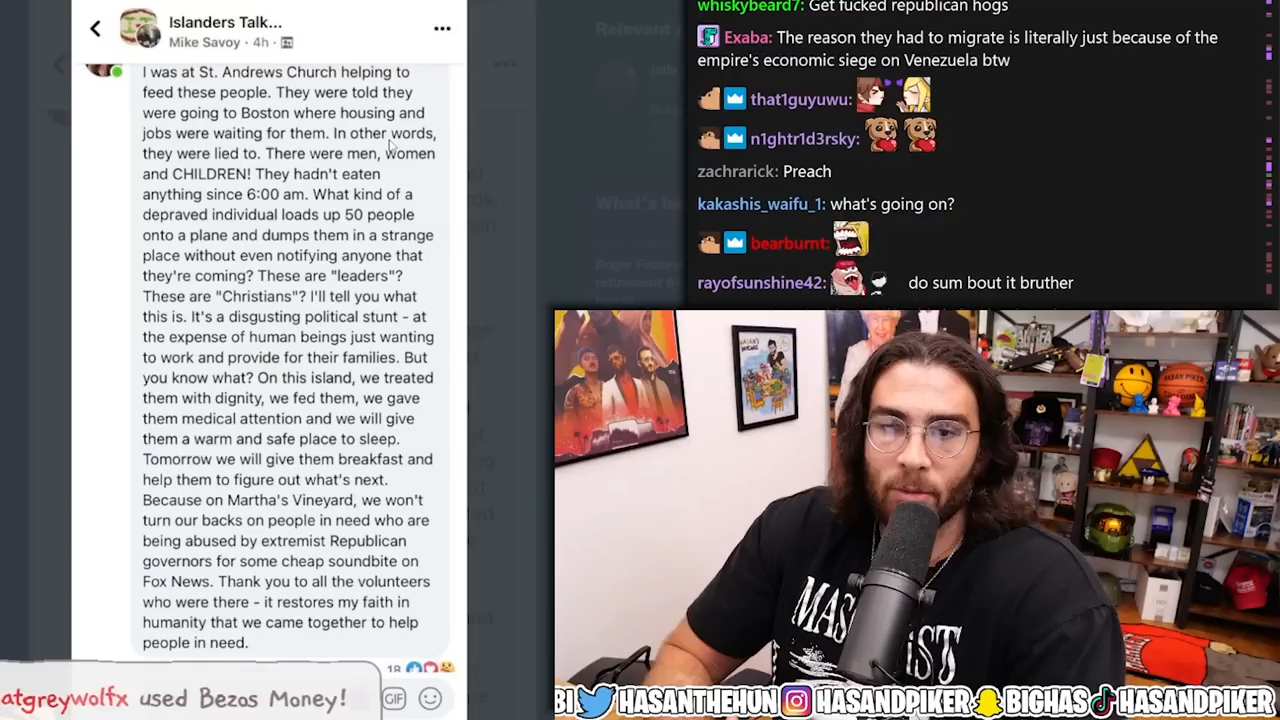 Islanders Talk...
Mike Savoy · 4h ·
I was at St. Andrews Church helping to
feed these people. They were told they
were going to Boston where housing and
jobs were waiting for them. In other words,
they were lied to. There were men, women
and CHILDREN! They hadn't eaten
anything since 6:00 am. What kind of a
depraved individual loads up 50 people
onto a plane and dumps them in a strange
place without even notifying anyone that
they're coming? These are "leaders"?
These are "Christians"? I'll tell you what
this is. It's a disgusting political stunt - at
the expense of human beings just wanting
to work and provide for their families. But
you know what? On this island, we treated
them with dignity, we fed them, we gave
them medical attention and we will give
them a warm and safe place to sleep.
Tomorrow we will give them breakfast and
help them to figure out what's next.
Because on Martha's Vineyard, we won't
turn our backs on people in need who are
being abused by extremist Republican
governors for some cheap soundbite on
Fox News. Thank you to all the volunteers
who were there - it restores my faith in
humanity that we came together to help
people in need.
18
GIF
atgreywolfx used Bezos Money!
Relevant
What's ha
whiskybeard7: Get fucked republican hogs
Exaba: The reason they had to migrate is literally just because of the
empire's economic siege on Venezuela btw
that1guyuwu:
n1ghtr1d3rsky:
zachrarick: Preach
kakashis_waifu_1: what's going on?
bearburnt:
rayofsunshine42: do sum bout it bruther
HASAN PIKER
BI HASANTHEHUN HASANDPIKER BIGHAS HASANDPIKER